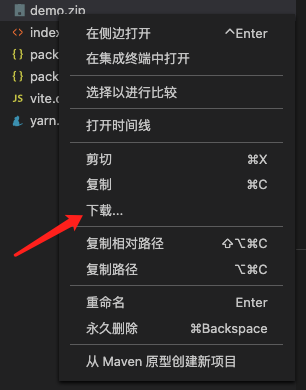 demo.zip
index
在侧边打开 ^Enter
在集成终端中打开
{ } pack
选择以进行比较
{ } pack
JS vite.c
打开时间线
yarn.
剪切 ⌘X
复制 ⌘C
下载...
复制相对路径 ⇧⌥⌘C
复制路径 ⌥⌘C
重命名 Enter
永久删除 ⌘Backspace
从 Maven 原型创建新项目